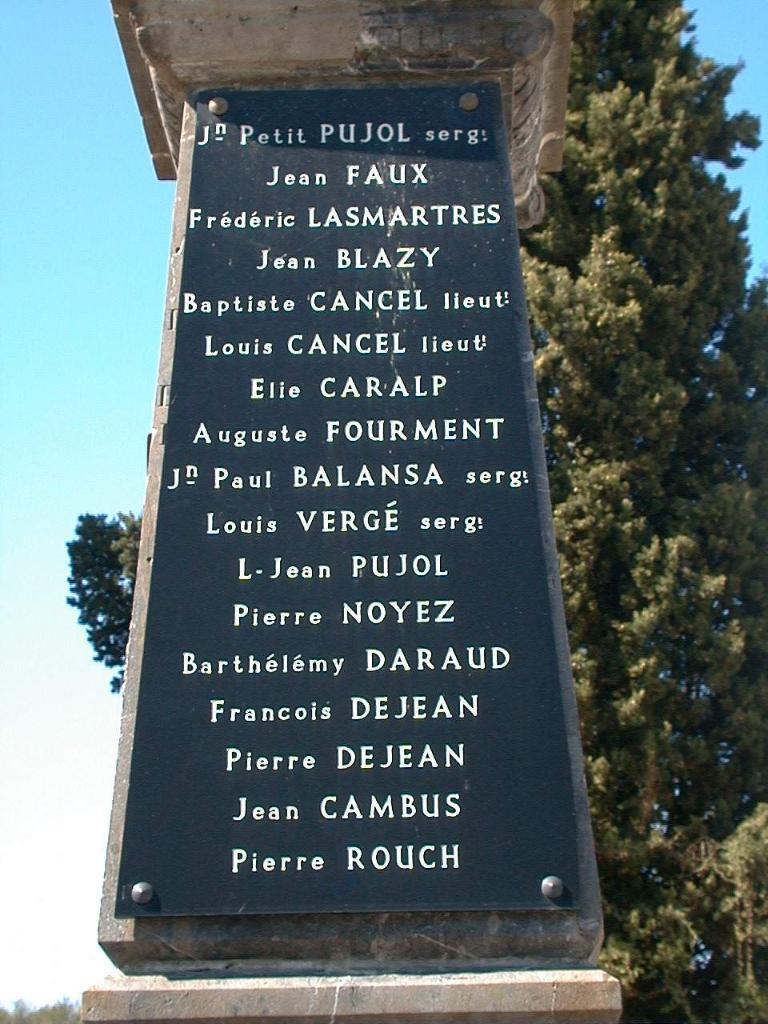 Jn Petit PUJOL sergt
Jean FAUX
Frédéric LASMARTRES
Jean BLAZY
Baptiste CANCEL lieutt
Louis CANCEL lieutt
Elie CARALP
Auguste FOURMENT
Jn Paul BALANSA sergt
Louis VERGÉ sergt
L-Jean PUJOL
Pierre NOYEZ
Barthélémy DARAUD
Francois DEJEAN
Pierre DEJEAN
Jean CAMBUS
Pierre ROUCH